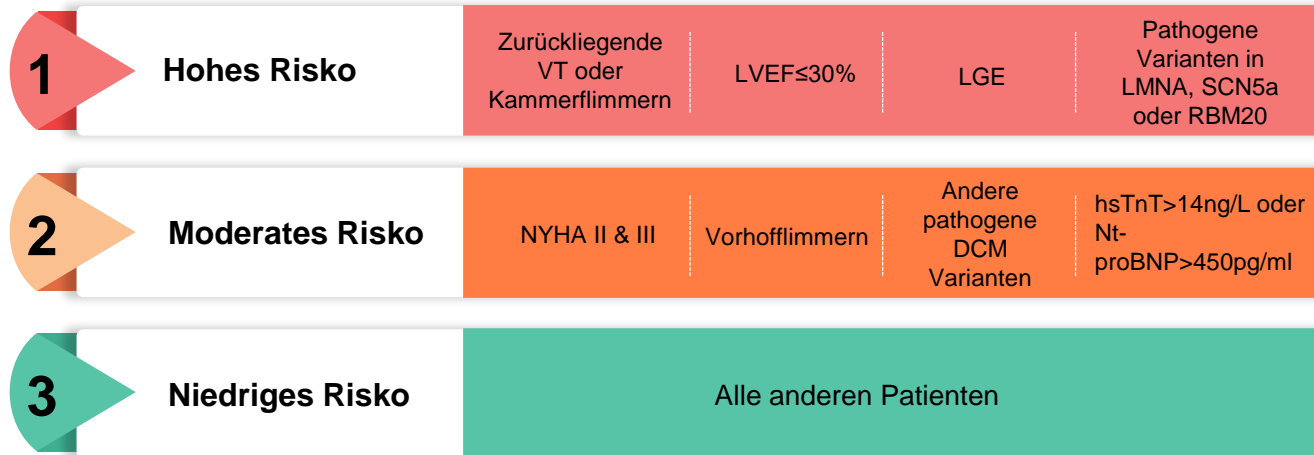 1
Hohes Risko
Zurückliegende
VT oder
Kammerflimmern
LVEF≤30%
LGE
Pathogene
Varianten in
LMNA, SCN5a
oder RBM20
2
Moderates Risko
NYHA II & III
Vorhofflimmern
Andere
pathogene
DCM
Varianten
hsTnT>14ng/L oder
Nt-
proBNP>450pg/ml
3
Niedriges Risko
Alle anderen Patienten